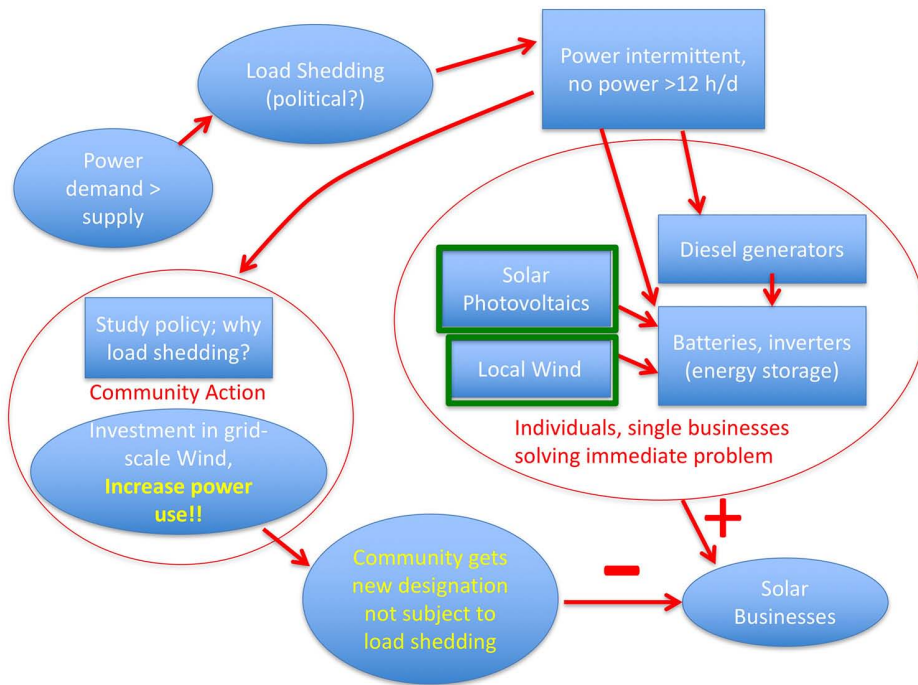 Load Shedding
(political?)
Power intermittent,
no power >12 h/d
Power
demand >
supply
Diesel generators
Solar
Photovoltaics
Study policy; why
load shedding?
Batteries, inverters
(energy storage)
Local Wind
Community Action
Investment in grid-
scale Wind,
Increase power
use!!
Individuals, single businesses
solving immediate problem
+
Community gets
new designation
not subject to
load shedding
-
Solar
Businesses